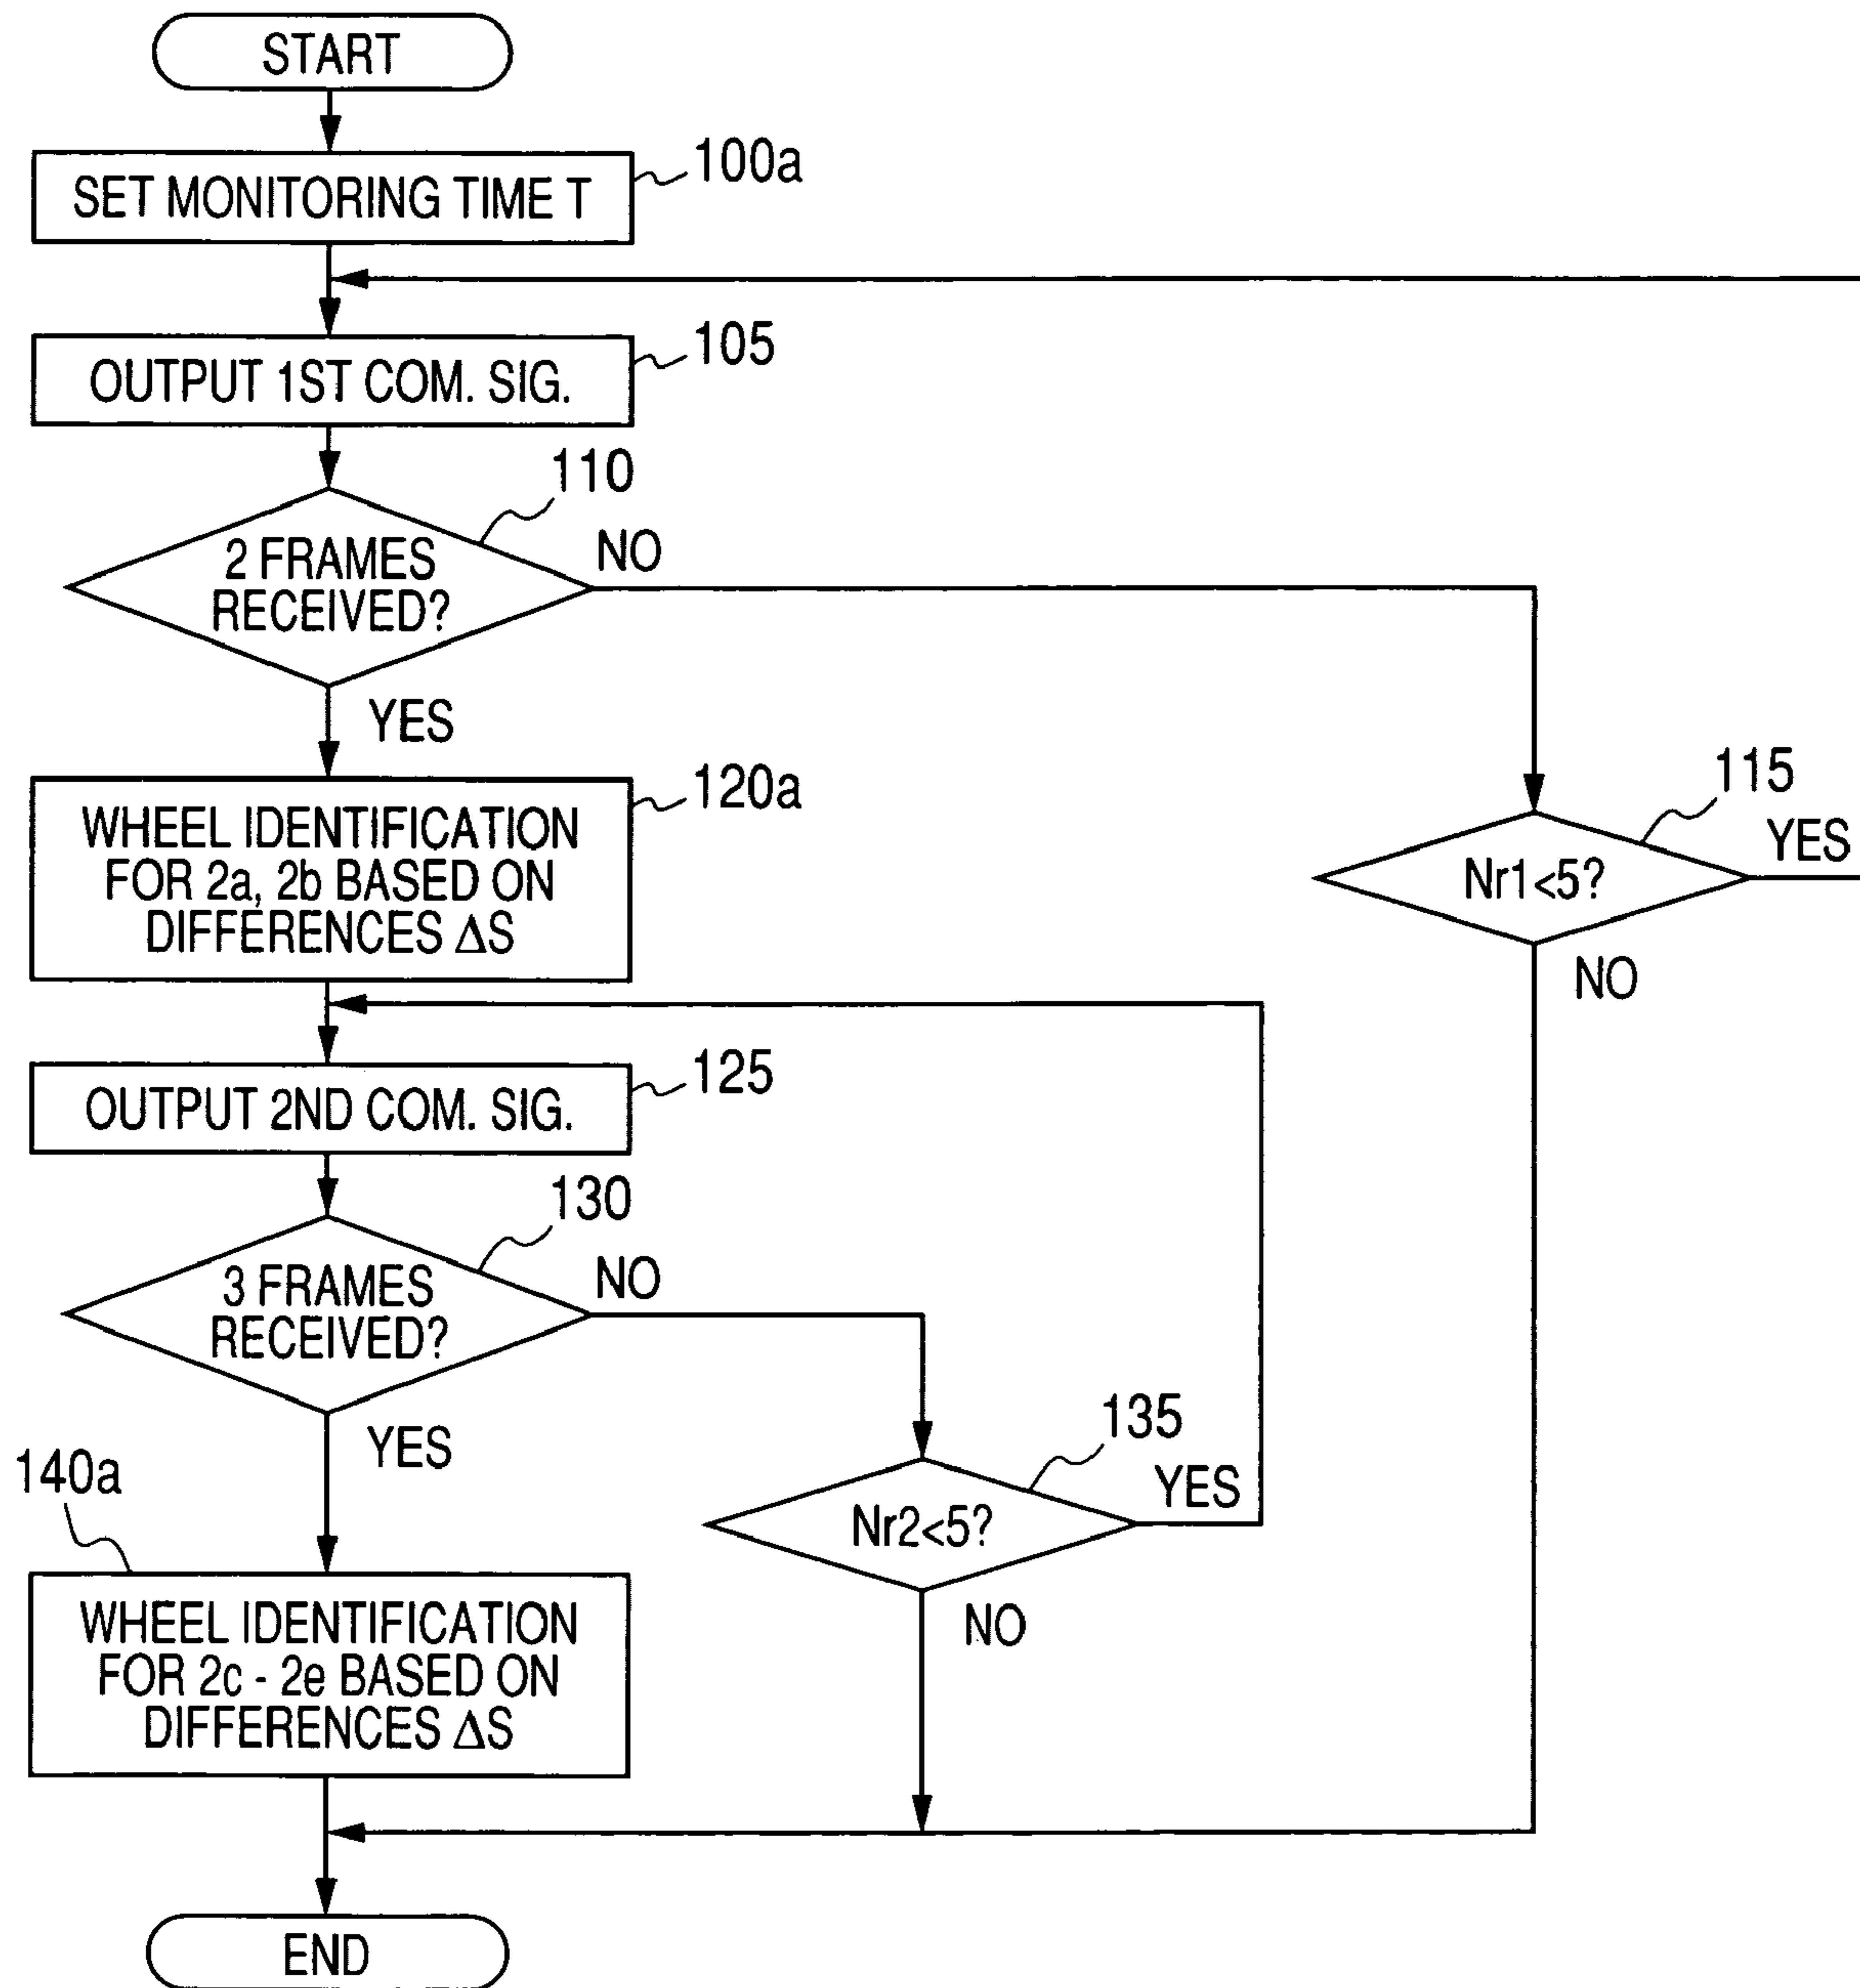 START
SET MONITORING TIME T
100a
OUTPUT 1ST COM. SIG.
105
110
2 FRAMES
RECEIVED?
NO
YES
115
Nr1<5?
YES
NO
120a
WHEEL IDENTIFICATION
FOR 2a, 2b BASED ON
DIFFERENCES ΔS
OUTPUT 2ND COM. SIG.
125
130
3 FRAMES
RECEIVED?
NO
YES
135
Nr2<5?
YES
NO
140a
WHEEL IDENTIFICATION
FOR 2c - 2e BASED ON
DIFFERENCES ΔS
END